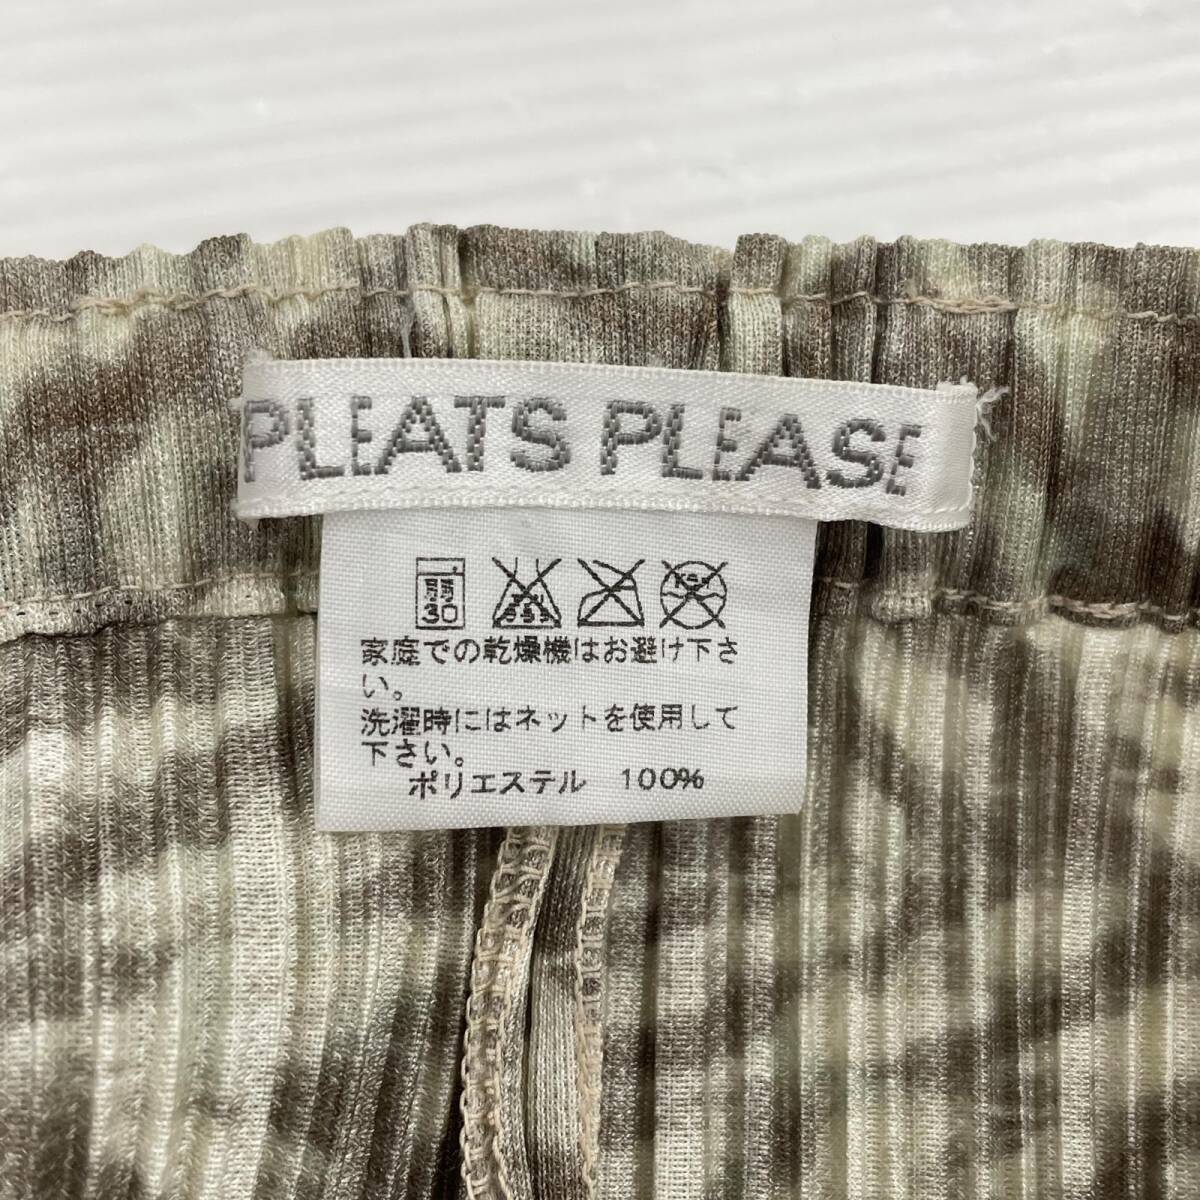 PLEATS PLEASE
弱
30
家庭での乾燥機はお避け下さ
い。
洗濯時にはネットを使用して
下さい。
ポリエステル 100%